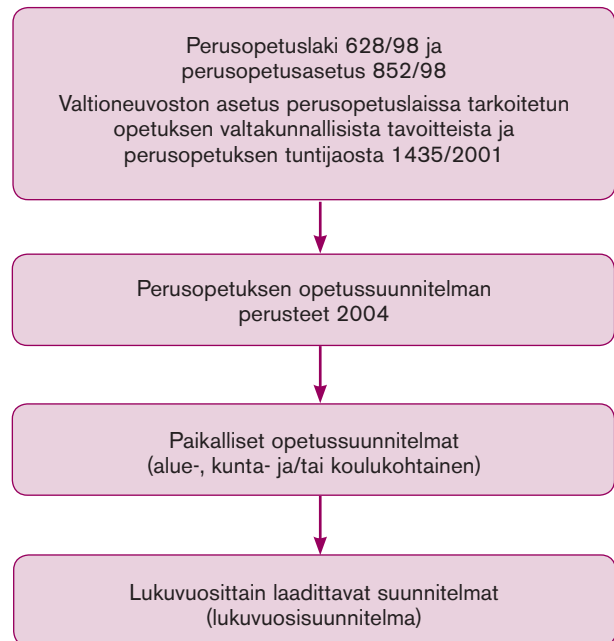 Perusopetuslaki 628/98 ja
perusopetusasetus 852/98
Valtioneuvoston asetus perusopetuslaissa tarkoitetun
opetuksen valtakunnallisista tavoitteista ja
perusopetuksen tuntijaosta 1435/2001
Perusopetuksen opetussuunnitelman
perusteet 2004
Paikalliset opetussuunnitelmat
(alue-, kunta- ja/tai koulukohtainen)
Lukuvuosittain laadittavat suunnitelmat
(lukuvuosisuunnitelma)